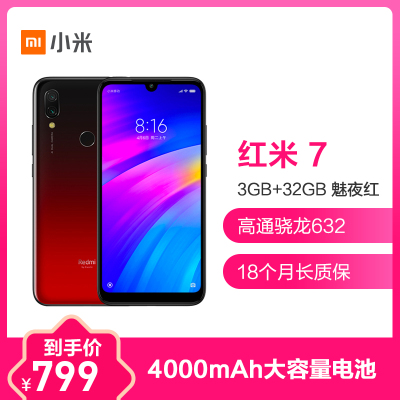 小米
8:16
红米 7
3GB+32GB 魅夜红
高通骁龙632
18个月长质保
Redmi
到手价
¥799
4000mAh大容量电池